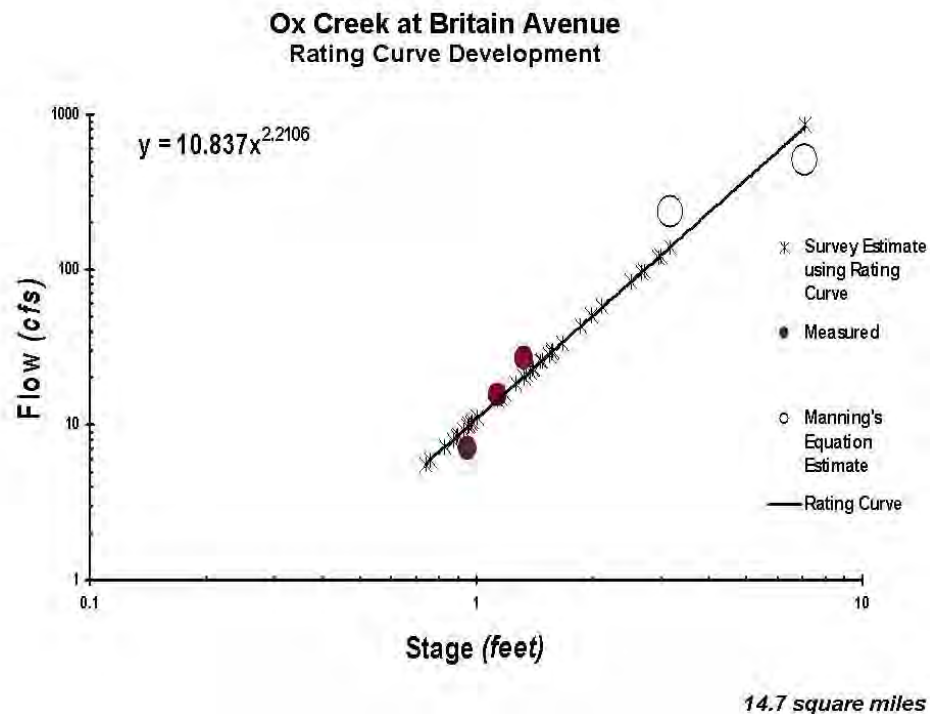 Ox Creek at Britain Avenue
Rating Curve Development
1000
y = 10.837x^2.2106
100
10
1
0.1
1
10
Flow (cfs)
Stage (feet)
Survey Estimate
using Rating
Curve
Measured
Manning's
Equation
Estimate
Rating Curve
14.7 square miles